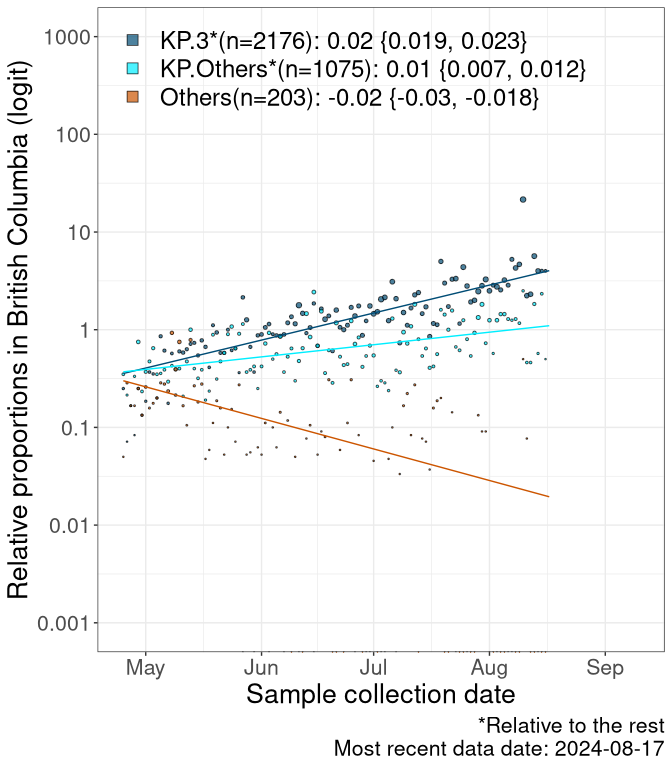 KP.3*(n=2176): 0.02 {0.019, 0.023}
KP.Others*(n=1075): 0.01 {0.007, 0.012}
Others(n=203): -0.02 {-0.03, -0.018}
Relative proportions in British Columbia (logit)
1000
100
10
1
0.1
0.01
0.001
May Jun Jul Aug Sep
Sample collection date
*Relative to the rest
Most recent data date: 2024-08-17